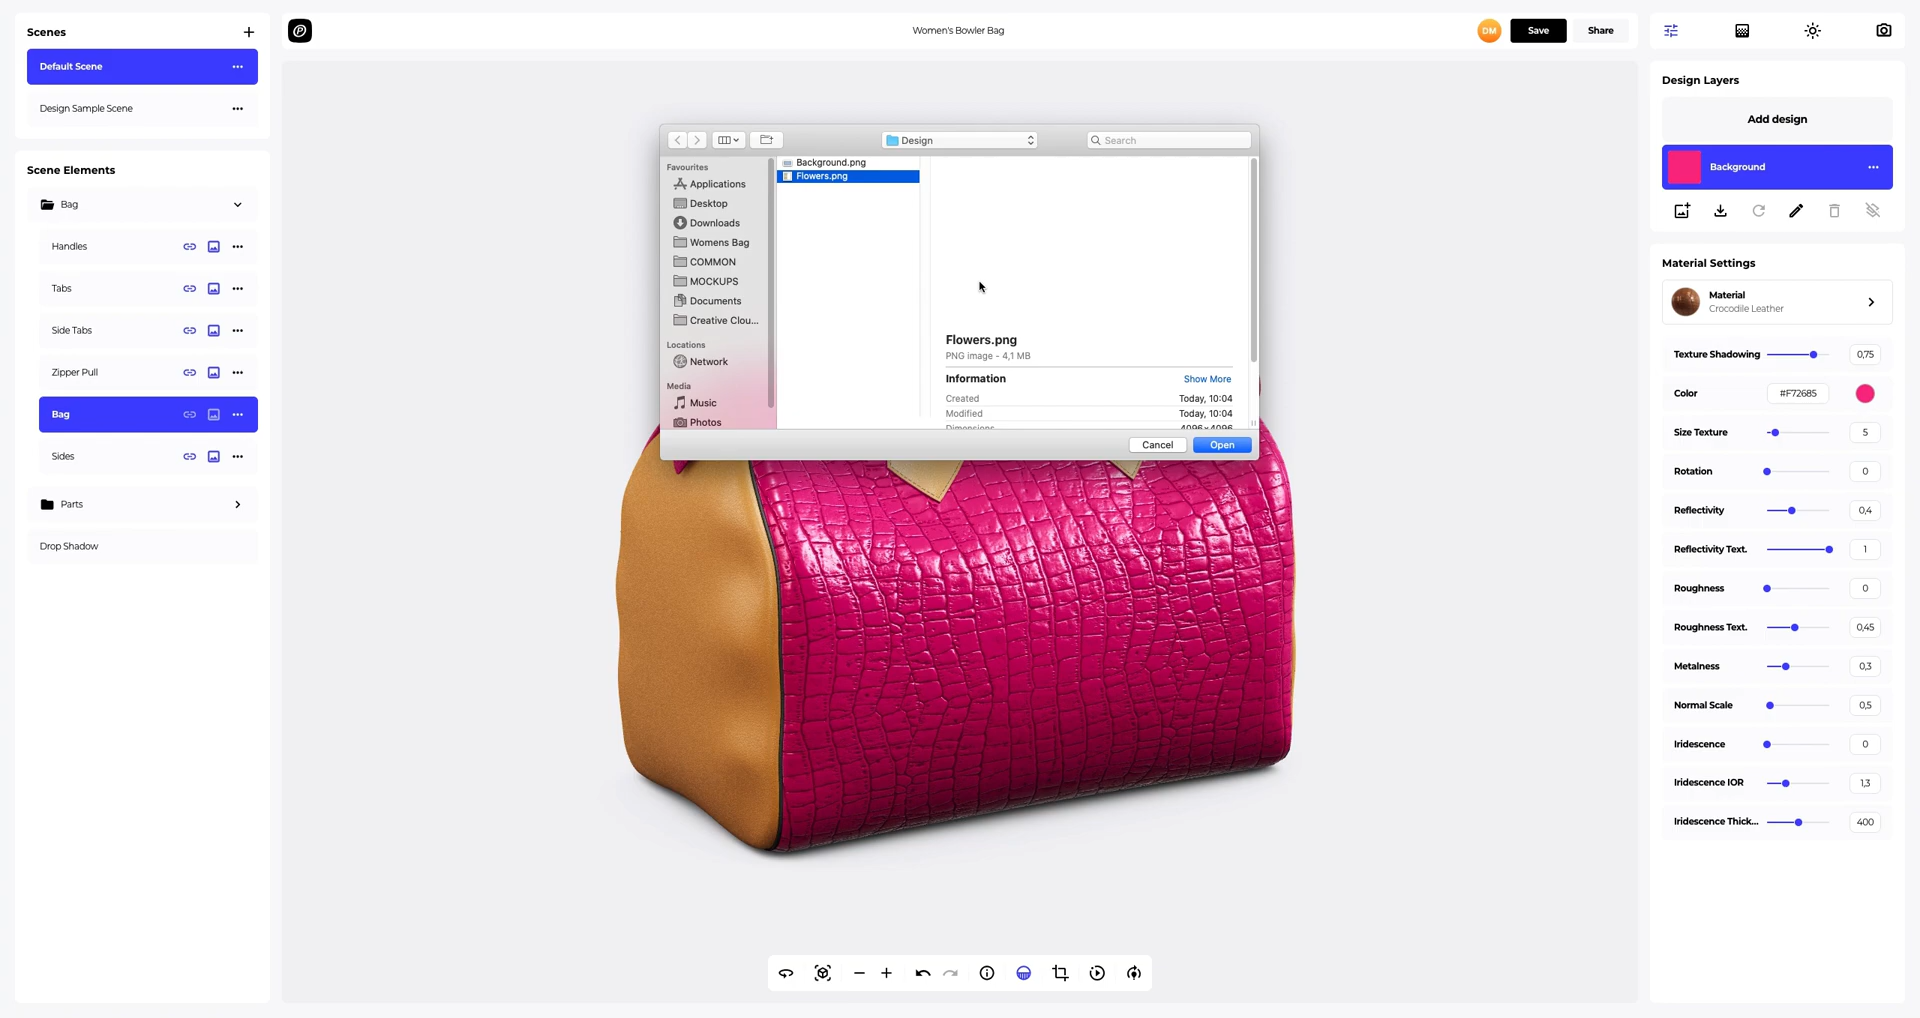 Scenes
Default Scene
Design Sample Scene
Scene Elements
Bag
Handles
Tabs
Side Tabs
Zipper Pull
Bag
Sides
Parts
Drop Shadow
Women's Bowler Bag
DM
Save
Share
Design
Search
Favourites
Applications
Desktop
Downloads
Womens Bag
COMMON
MOCKUPS
Documents
Creative Clou...
Locations
Network
Media
Music
Photos
Background.png
Flowers.png
Flowers.png
PNG image - 4,1 MB
Information Show More
Created Today, 10:04
Modified Today, 10:04
Dimensions 4096×4096
Cancel Open
Design Layers
Add design
Background
Material Settings
Material
Crocodile Leather
Texture Shadowing 0,75
Color #F72685
Size Texture 5
Rotation 0
Reflectivity 0,4
Reflectivity Text. 1
Roughness 0
Roughness Text. 0,45
Metalness 0,3
Normal Scale 0,5
Iridescence 0
Iridescence IOR 1,3
Iridescence Thick... 400